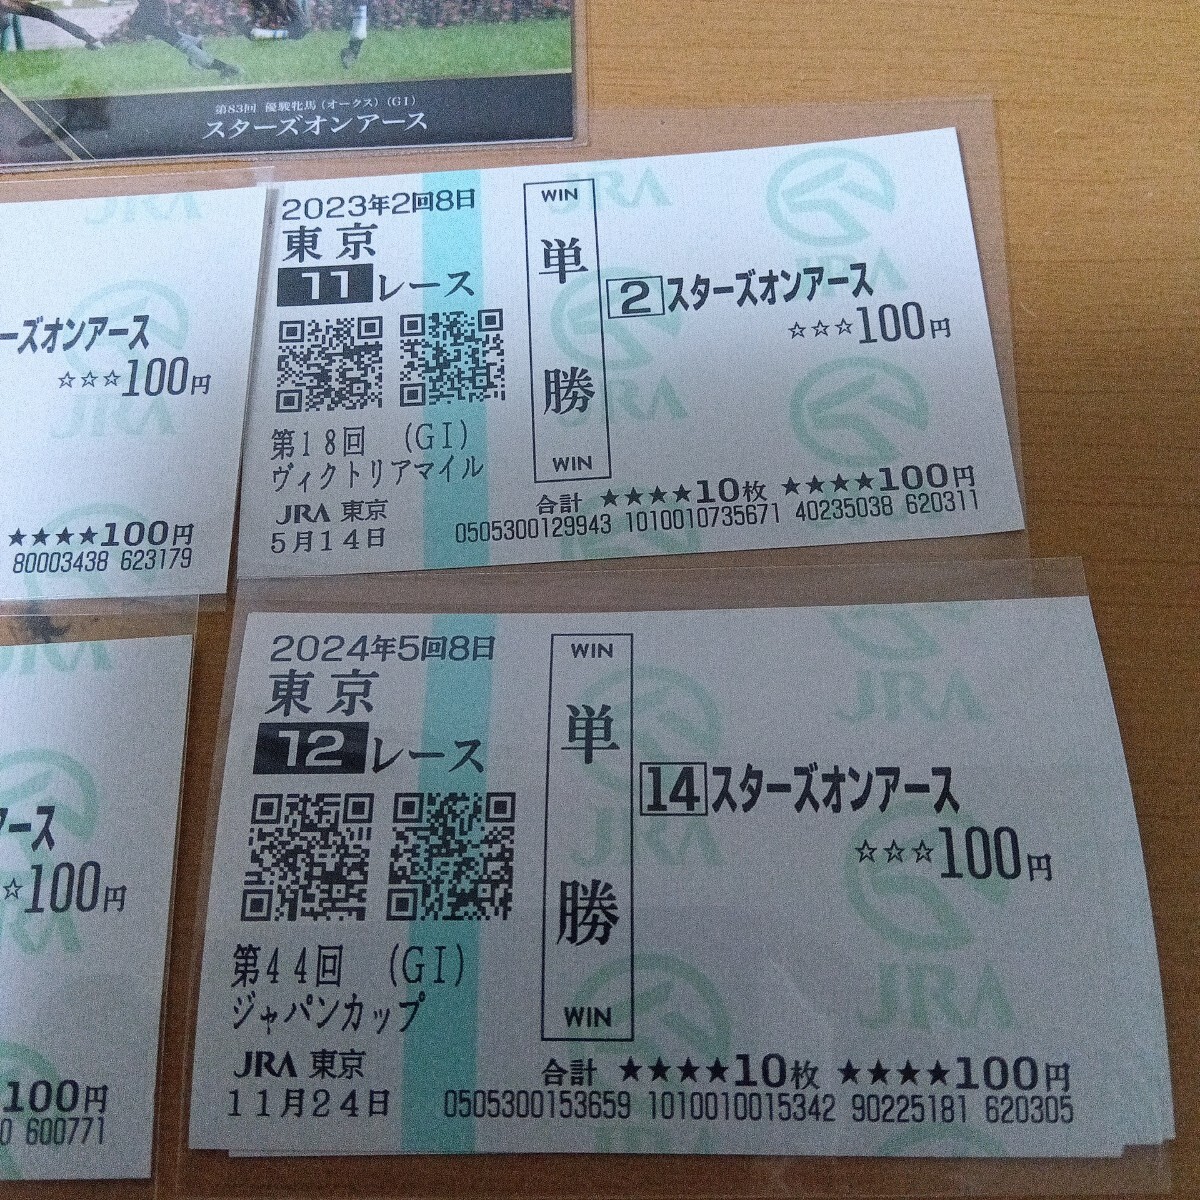 第83回 優駿牝馬(オークス)(GI)
スターズオンアース
ーズオンアース
☆☆☆100円
★★★★100円
80003438 623179
2023年2回8日
東京
11レース
第18回 (GI)
ヴィクトリアマイル
JRA 東京
5月14日
WIN
単勝
WIN
2 スターズオンアース
☆☆☆100円
合計 ★★★★10枚 ★★★★100円
0505300129943 1010010735671 40235038 620311
アース
☆100円
100円
0 600771
2024年5回8日
東京
12レース
第44回 (GI)
ジャパンカップ
JRA 東京
11月24日
WIN
単勝
WIN
14 スターズオンアース
☆☆☆100円
合計 ★★★★10枚 ★★★★100円
0505300153659 1010010015342 90225181 620305